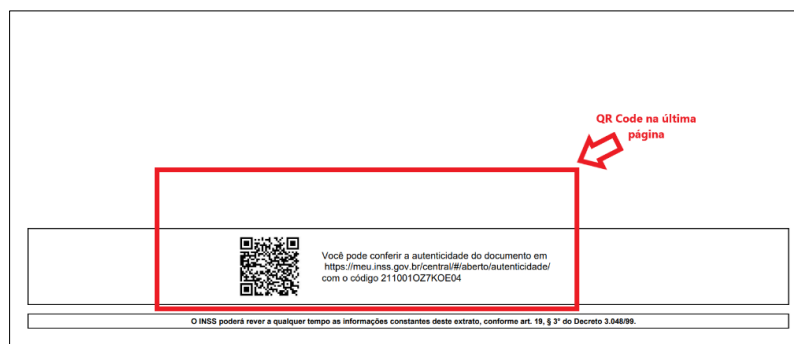 QR Code na última
página
Você pode conferir a autenticidade do documento em
https://meu.inss.gov.br/central/#/aberto/autenticidade/
com o código 211001OZ7KOE04
O INSS poderá rever a qualquer tempo as informações constantes deste extrato, conforme art. 19, § 3° do Decreto 3.048/99.